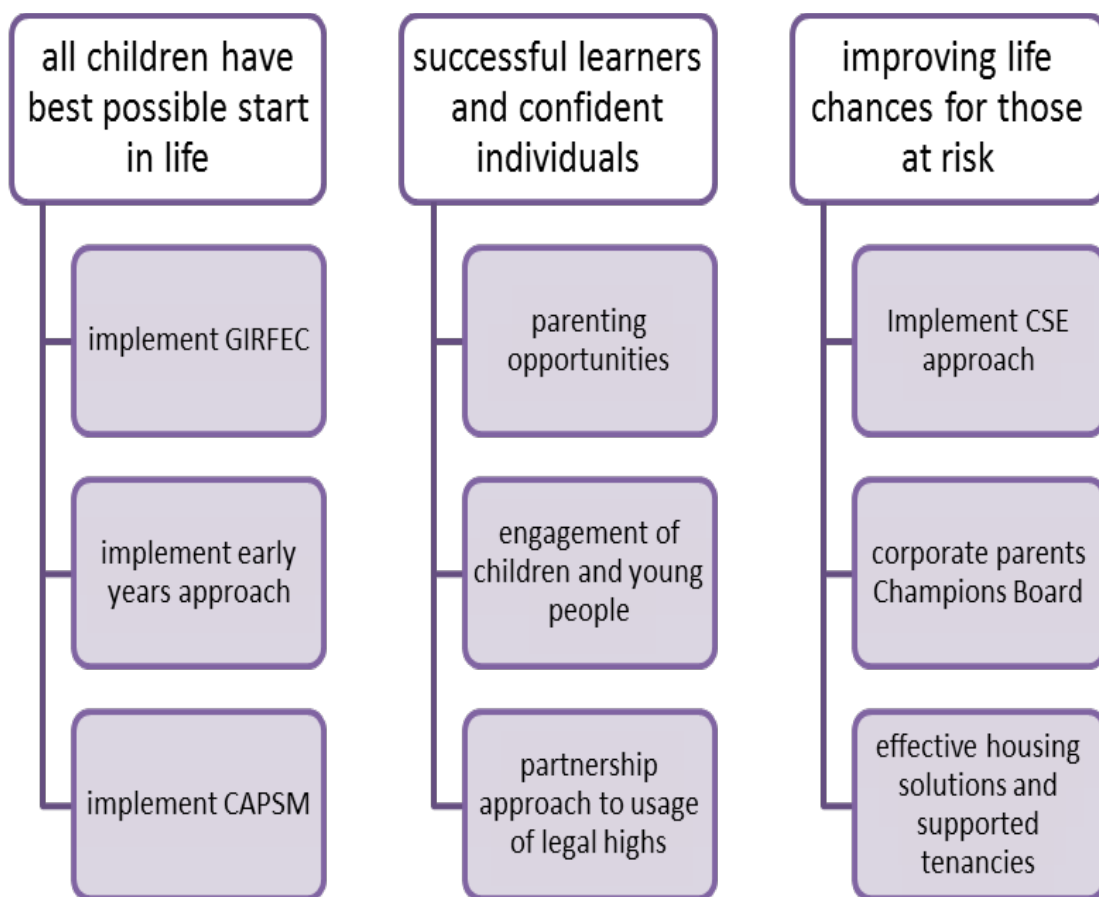 all children have
best possible start
in life
implement GIRFEC
implement early
years approach
implement CAPSM
successful learners
and confident
individuals
parenting
opportunities
engagement of
children and young
people
partnership
approach to usage
of legal highs
improving life
chances for those
at risk
Implement CSE
approach
corporate parents
Champions Board
effective housing
solutions and
supported
tenancies